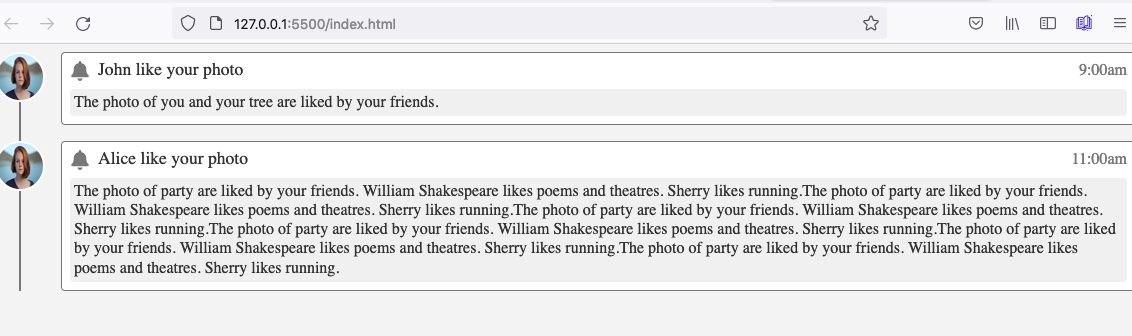 127.0.0.1:5500/index.html
John like your photo 9:00am
The photo of you and your tree are liked by your friends.
Alice like your photo 11:00am
The photo of party are liked by your friends. William Shakespeare likes poems and theatres. Sherry likes running.The photo of party are liked by your friends.
William Shakespeare likes poems and theatres. Sherry likes running.The photo of party are liked by your friends. William Shakespeare likes poems and theatres.
Sherry likes running.The photo of party are liked by your friends. William Shakespeare likes poems and theatres. Sherry likes running.The photo of party are liked
by your friends. William Shakespeare likes poems and theatres. Sherry likes running.The photo of party are liked by your friends. William Shakespeare likes
poems and theatres. Sherry likes running.